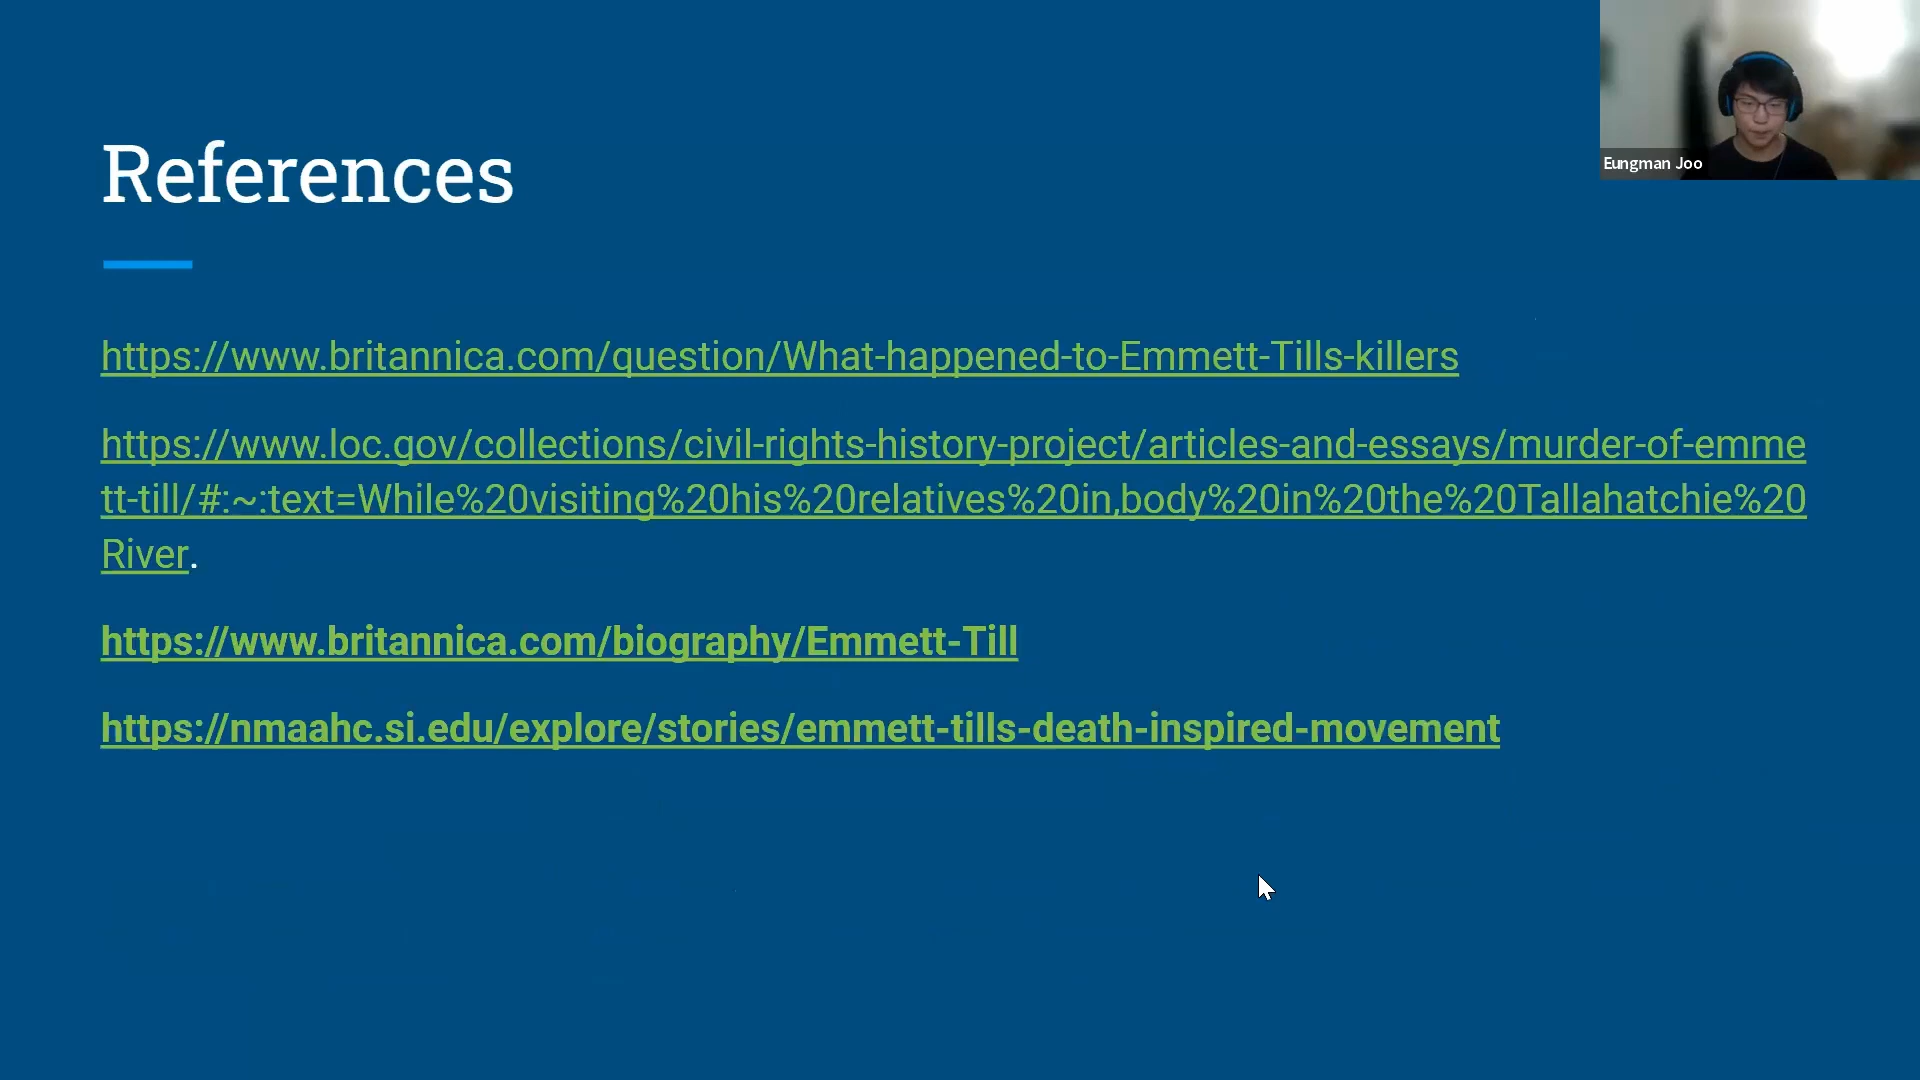 Eungman Joo
References
https://www.britannica.com/question/What-happened-to-Emmett-Tills-killers
https://www.loc.gov/collections/civil-rights-history-project/articles-and-essays/murder-of-emme
tt-till/#:~:text=While%20visiting%20his%20relatives%20in,body%20in%20the%20Tallahatchie%20
River.
https://www.britannica.com/biography/Emmett-Till
https://nmaahc.si.edu/explore/stories/emmett-tills-death-inspired-movement